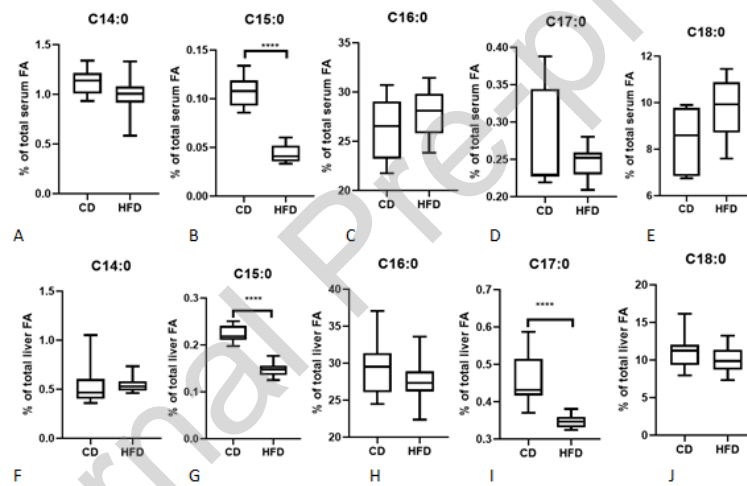 C14:0
C15:0
C16:0
C17:0
C18:0
% of total serum FA
1.5
1.0
0.5
0.0
CD HFD
% of total serum FA
0.15
0.10
0.05
0.00
****
CD HFD
% of total serum FA
35
30
25
20
CD HFD
% of total serum FA
0.40
0.35
0.30
0.25
0.20
CD HFD
% of total serum FA
12
10
8
6
CD HFD
A
B
C
D
E
C14:0
C15:0
C16:0
C17:0
C18:0
% of total liver FA
1.5
1.0
0.5
0.0
CD HFD
% of total liver FA
0.3
0.2
0.1
0.0
****
CD HFD
% of total liver FA
40
35
30
25
20
CD HFD
% of total liver FA
0.7
0.6
0.5
0.4
0.3
****
CD HFD
% of total liver FA
20
15
10
5
0
CD HFD
F
G
H
I
J
rnal Pre-pr